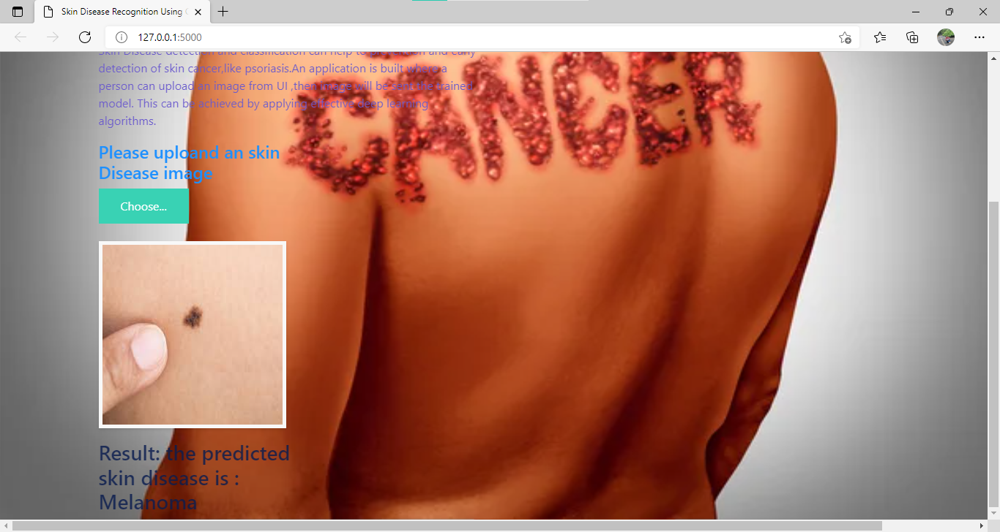 Skin Disease Recognition Using
127.0.0.1:5000
Skin Disease detection and classification can help to prevention and early
detection of skin cancer,like psoriasis.An application is built where a
person can upload an image from UI ,then image will be sent the trained
model. This can be achieved by applying effective deep learning
algorithms.
CANCER
Please uploand an skin
Disease image
Choose...
Result: the predicted
skin disease is :
Melanoma